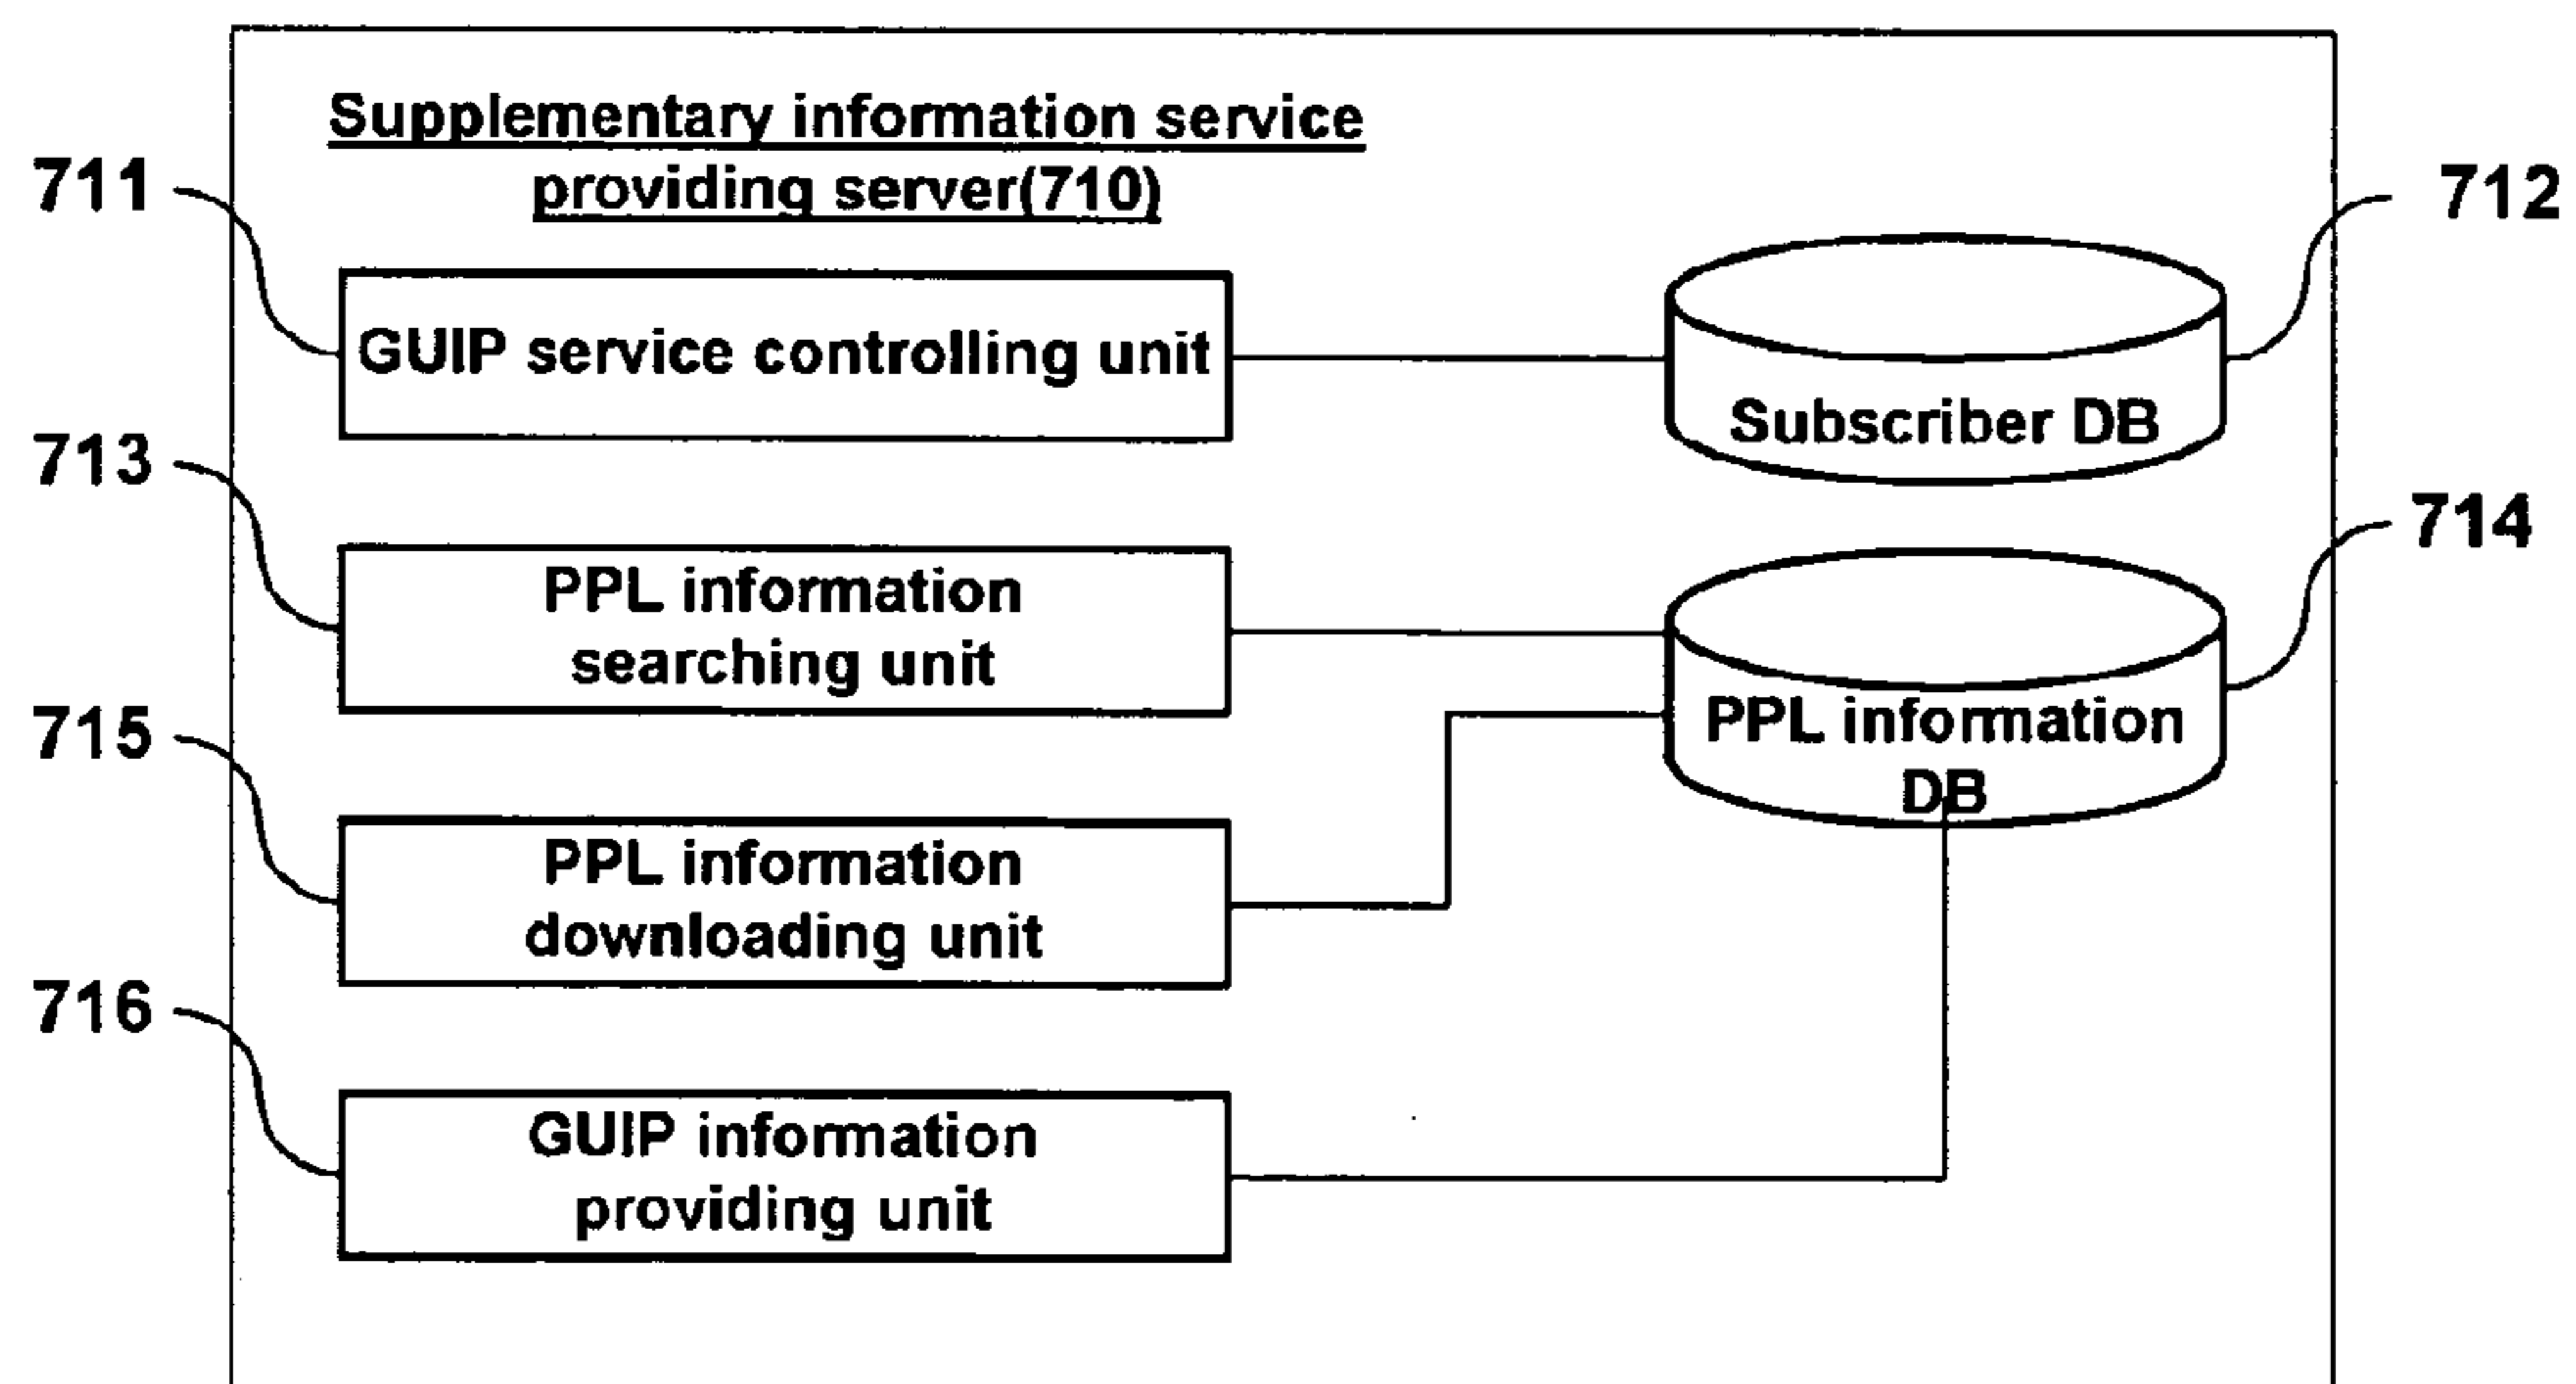 Supplementary information service
providing server(710)
711
GUIP service controlling unit
712
Subscriber DB
713
PPL information
searching unit
714
PPL information
DB
715
PPL information
downloading unit
716
GUIP information
providing unit